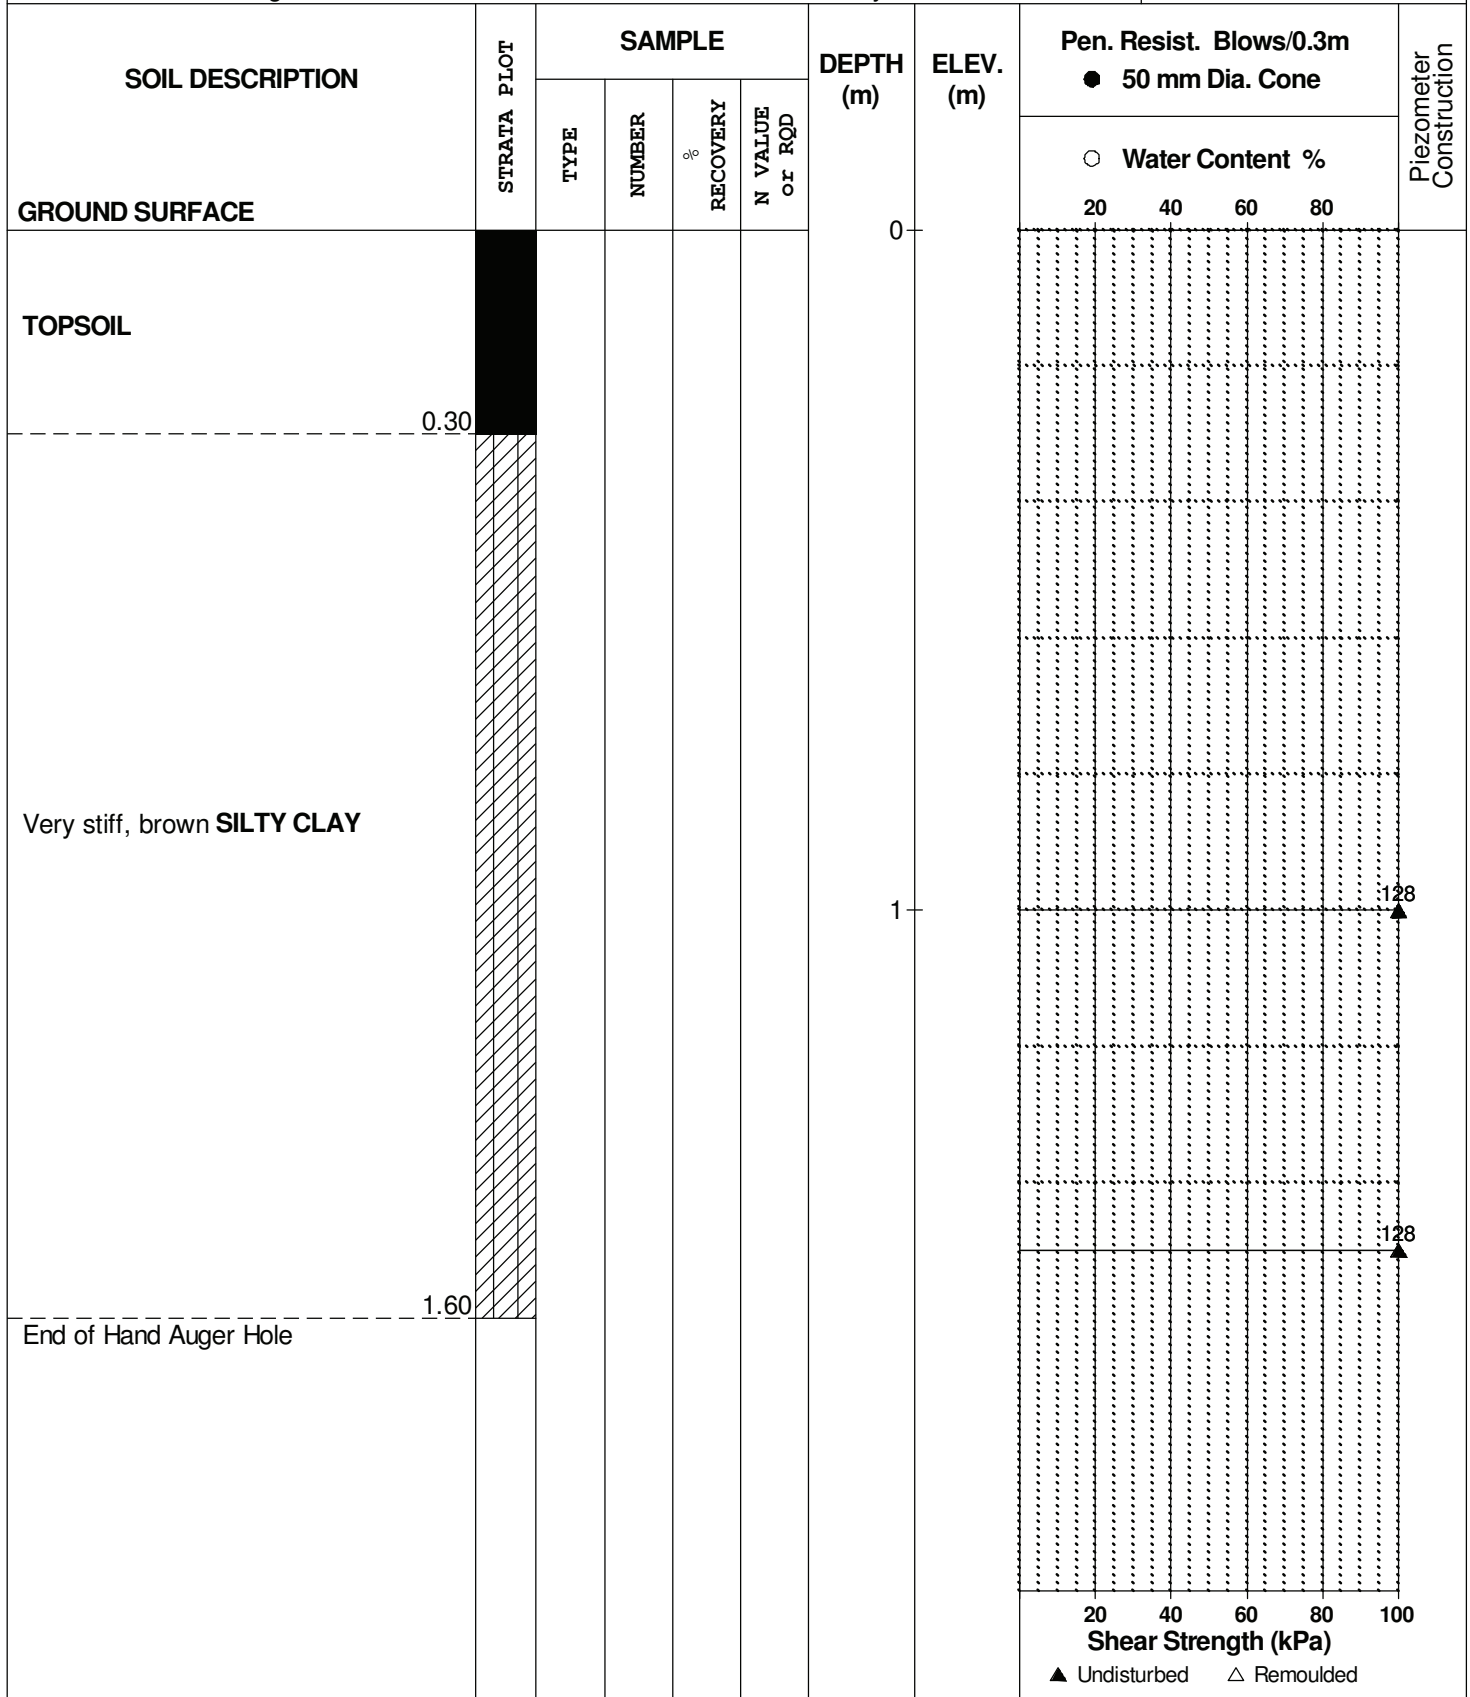 SOIL DESCRIPTION
GROUND SURFACE
STRATA PLOT
SAMPLE
TYPE
NUMBER
%
RECOVERY
N VALUE
or RQD
DEPTH
(m)
ELEV.
(m)
Pen. Resist. Blows/0.3m
● 50 mm Dia. Cone
○ Water Content %
20 40 60 80
Piezometer
Construction
0
TOPSOIL
0.30
Very stiff, brown SILTY CLAY
128
1
128
1.60
End of Hand Auger Hole
20 40 60 80 100
Shear Strength (kPa)
▲ Undisturbed △ Remoulded